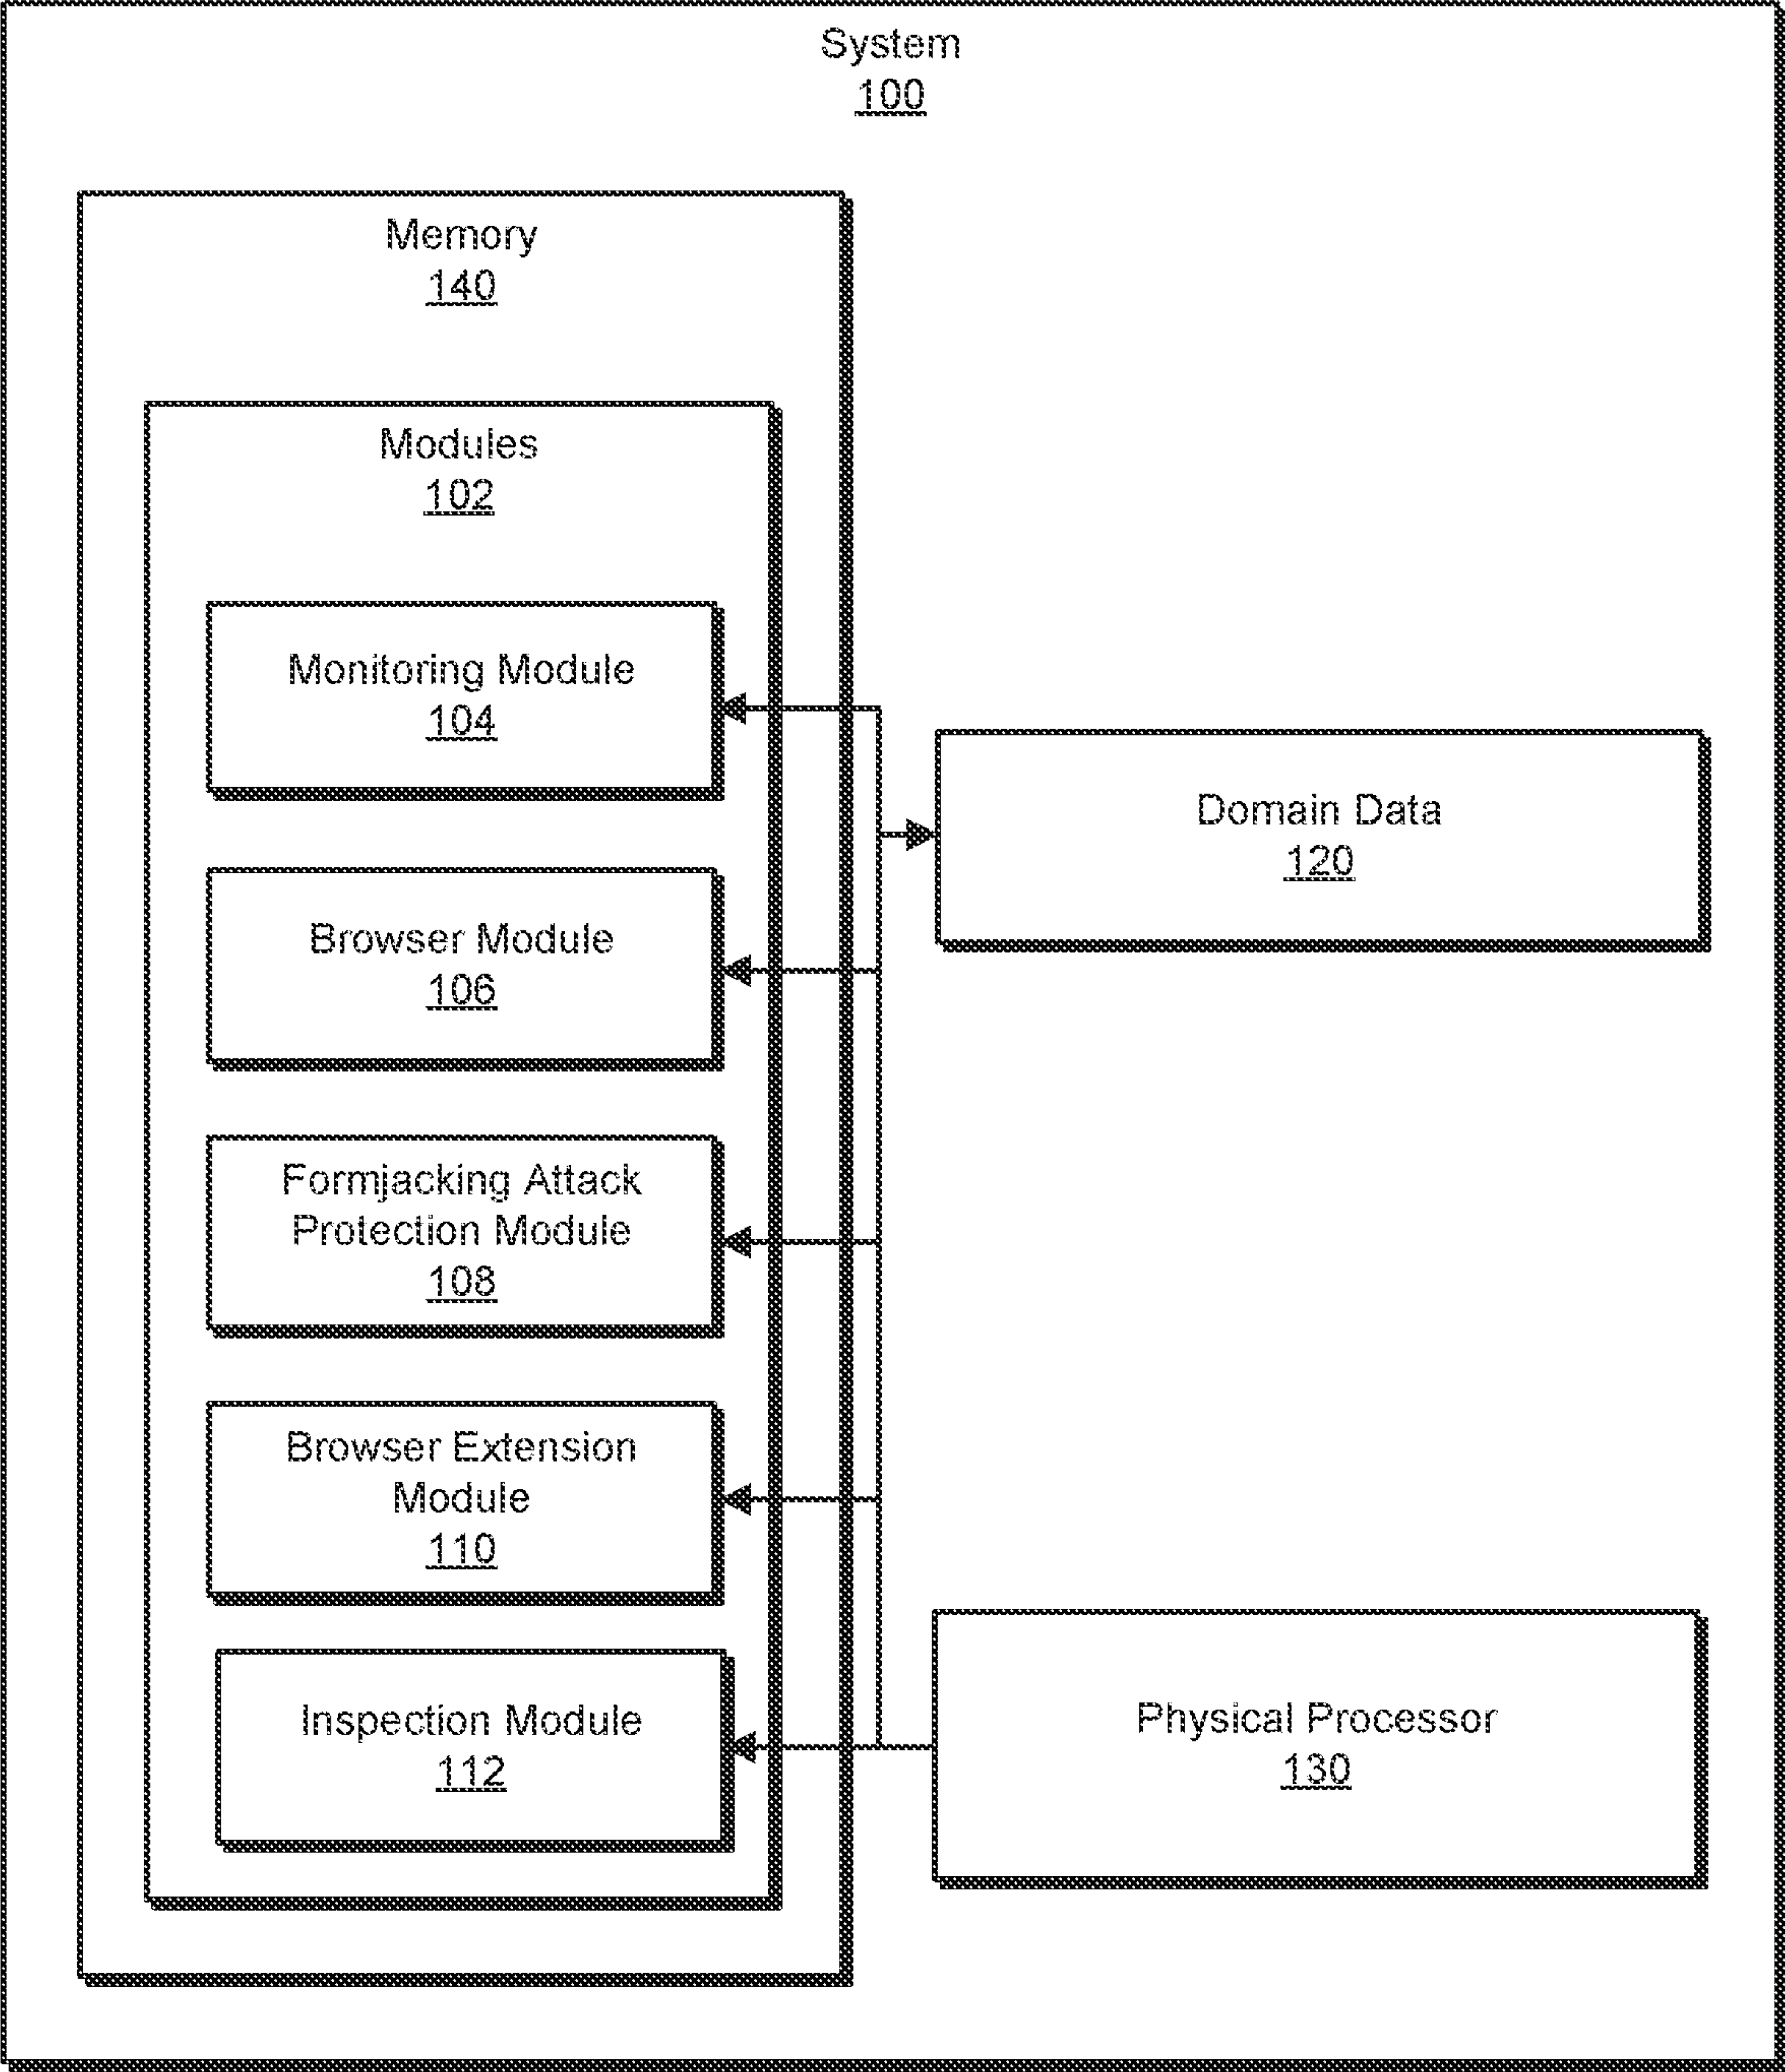 System
100
Memory
140
Modules
102
Monitoring Module
104
Domain Data
120
Browser Module
106
Formjacking Attack
Protection Module
108
Browser Extension
Module
110
Inspection Module
112
Physical Processor
130